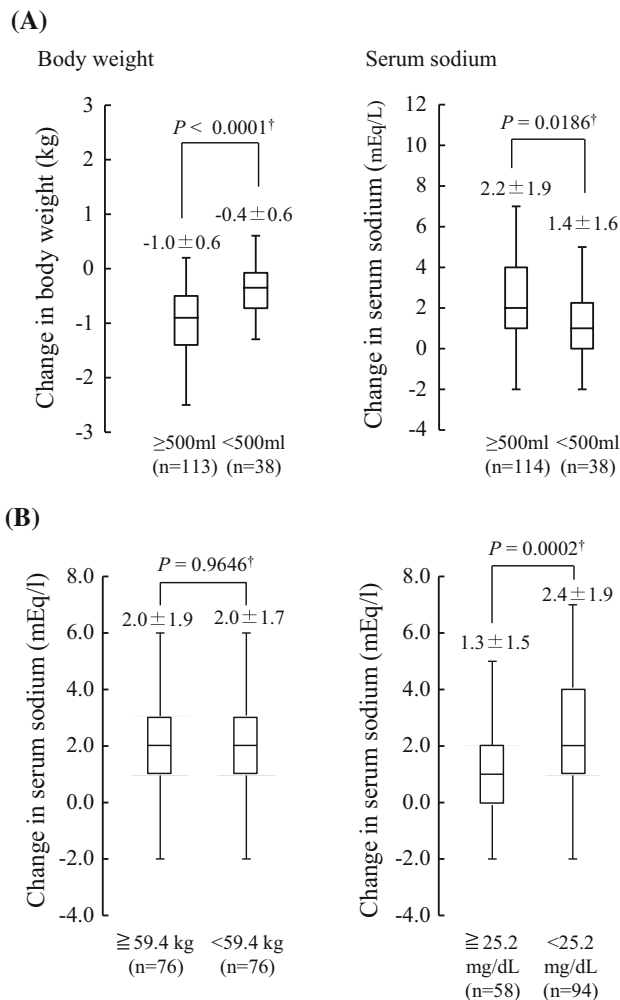 (A)
Body weight
Serum sodium
Change in body weight (kg)
3
2
1
0
-1
-2
-3
P < 0.0001†
-1.0±0.6
-0.4±0.6
≥500ml <500ml
(n=113) (n=38)
Change in serum sodium (mEq/L)
12
10
8
6
4
2
0
-2
-4
P = 0.0186†
2.2±1.9
1.4±1.6
≥500ml <500ml
(n=114) (n=38)
(B)
Change in serum sodium (mEq/l)
8.0
6.0
4.0
2.0
0.0
-2.0
-4.0
P = 0.9646†
2.0±1.9 2.0±1.7
≧59.4 kg <59.4 kg
(n=76) (n=76)
Change in serum sodium (mEq/l)
8.0
6.0
4.0
2.0
0.0
-2.0
-4.0
P = 0.0002†
2.4±1.9
1.3±1.5
≧25.2 <25.2
mg/dL mg/dL
(n=58) (n=94)